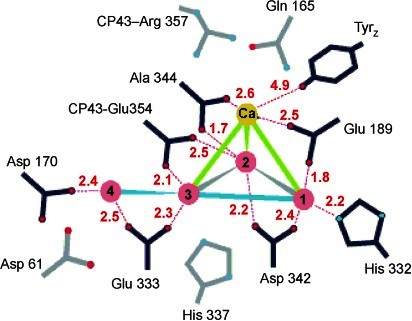 Gln 165
CP43–Arg 357
Tyrz
Ala 344
2.6
4.9
CP43-Glu354
Ca
2.5
Glu 189
1.7
2.5
Asp 170
2
2.1
1.8
2.4
4
3
1
2.2
2.5
2.3
2.2
2.4
Asp 61
Glu 333
Asp 342
His 332
His 337